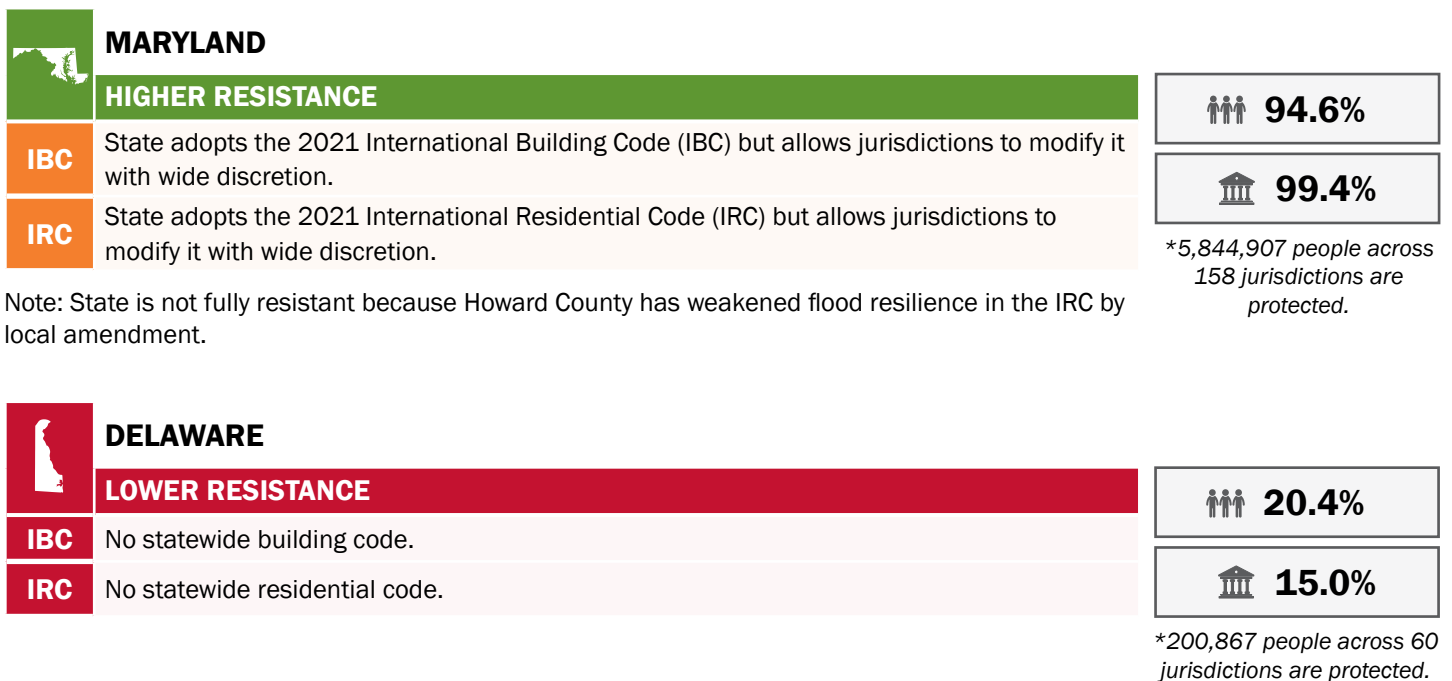 MARYLAND
HIGHER RESISTANCE
IBC
State adopts the 2021 International Building Code (IBC) but allows jurisdictions to modify it
with wide discretion.
IRC
State adopts the 2021 International Residential Code (IRC) but allows jurisdictions to
modify it with wide discretion.
Note: State is not fully resistant because Howard County has weakened flood resilience in the IRC by
local amendment.
94.6%
99.4%
*5,844,907 people across
158 jurisdictions are
protected.
DELAWARE
LOWER RESISTANCE
IBC
No statewide building code.
IRC
No statewide residential code.
20.4%
15.0%
*200,867 people across 60
jurisdictions are protected.